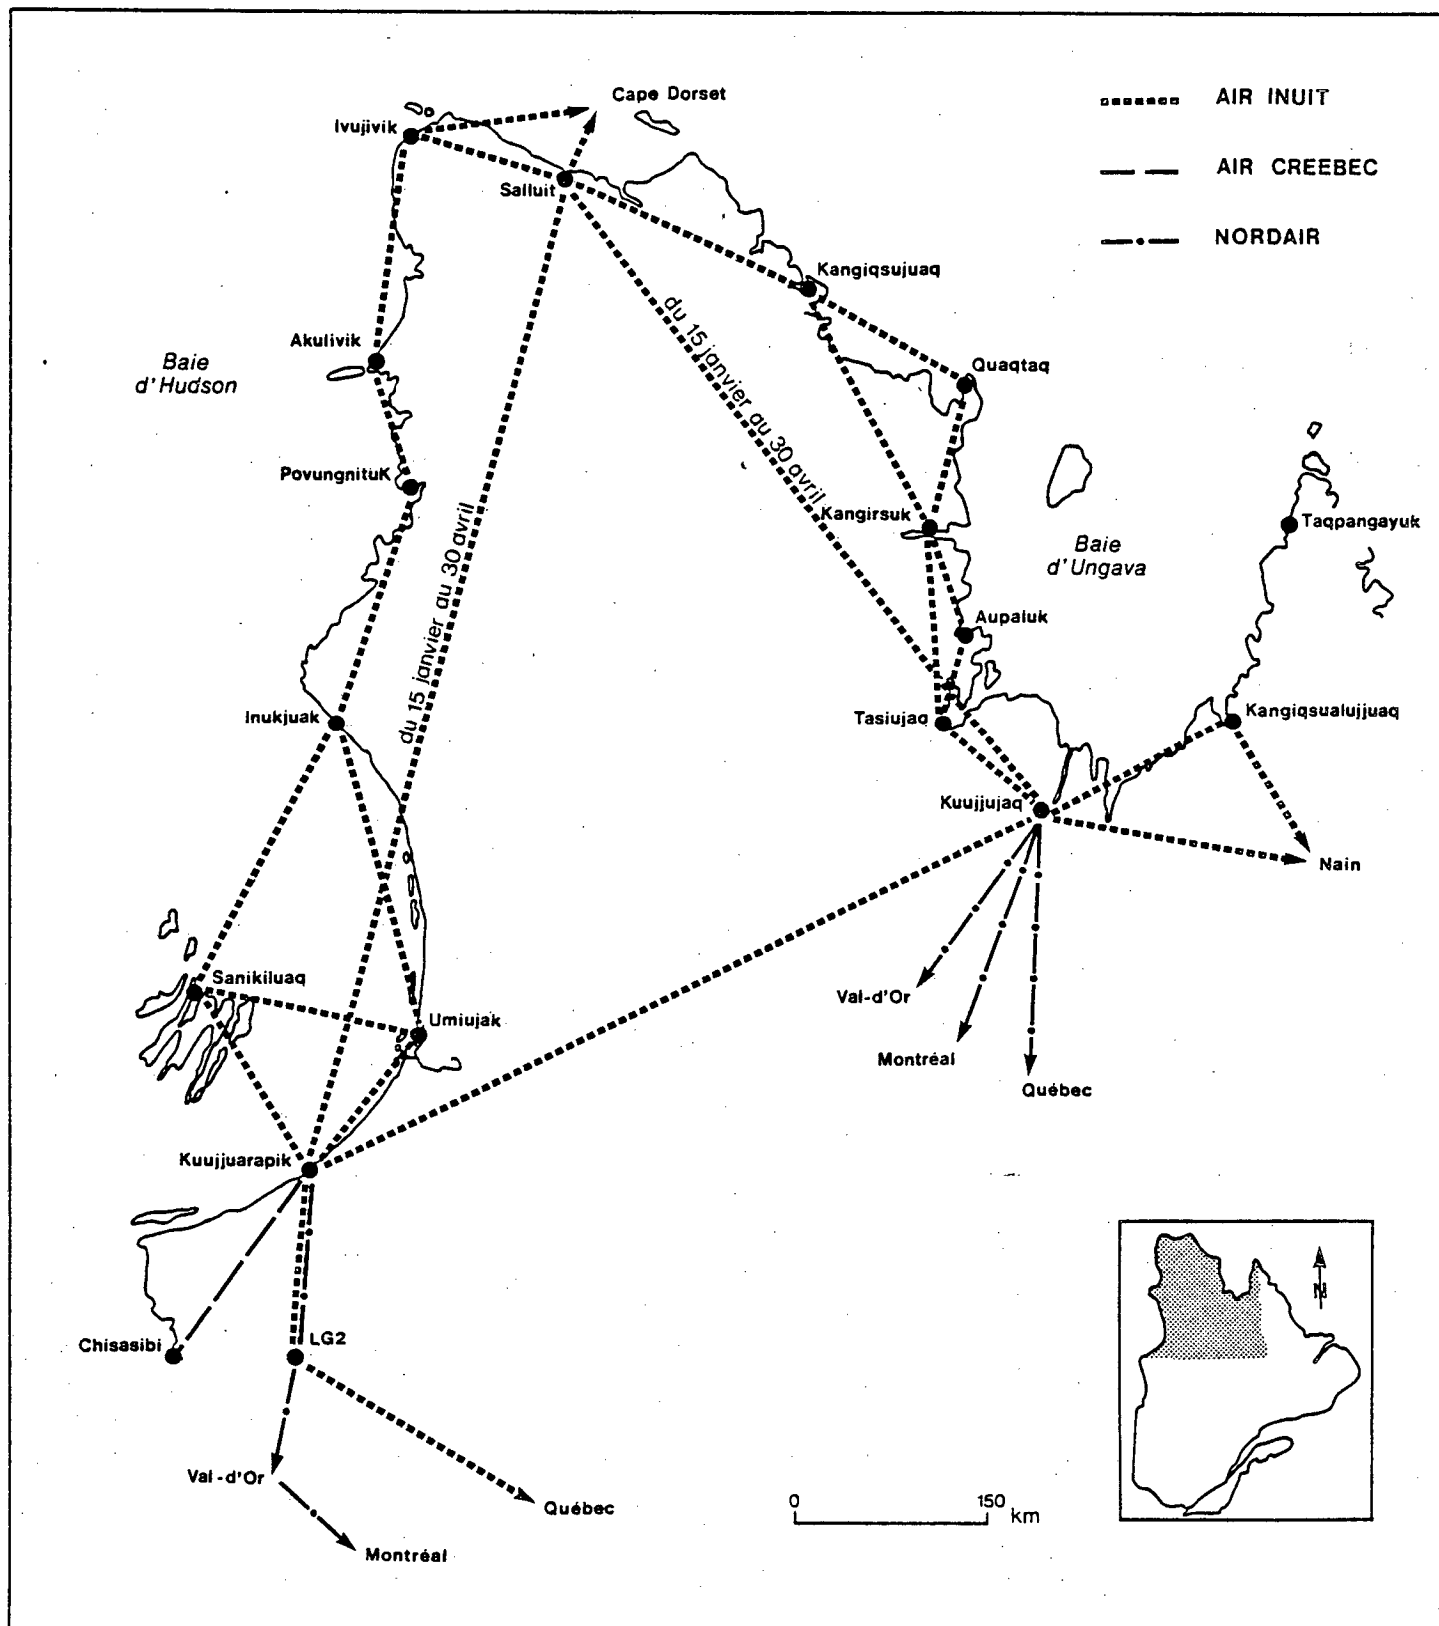 Cape Dorset
AIR INUIT
Ivujivik
AIR CREEBEC
Salluit
NORDAIR
Kangiqsujuaq
du 15 janvier au 30 avril
Akulivik
Baie
d'Hudson
Quaqtaq
PovungnituK
Kangirsuk
Taqpangayuk
du 15 janvier au 30 avril
Baie
d'Ungava
Aupaluk
Inukjuak
Tasiujaq
Kangiqsualujjuaq
Kuujjujaq
Nain
Sanikiluaq
Val-d'Or
Umiujak
Montréal
Québec
Kuujjuarapik
N
Chisasibi
LG2
Val-d'Or
Québec
0 150 km
Montréal